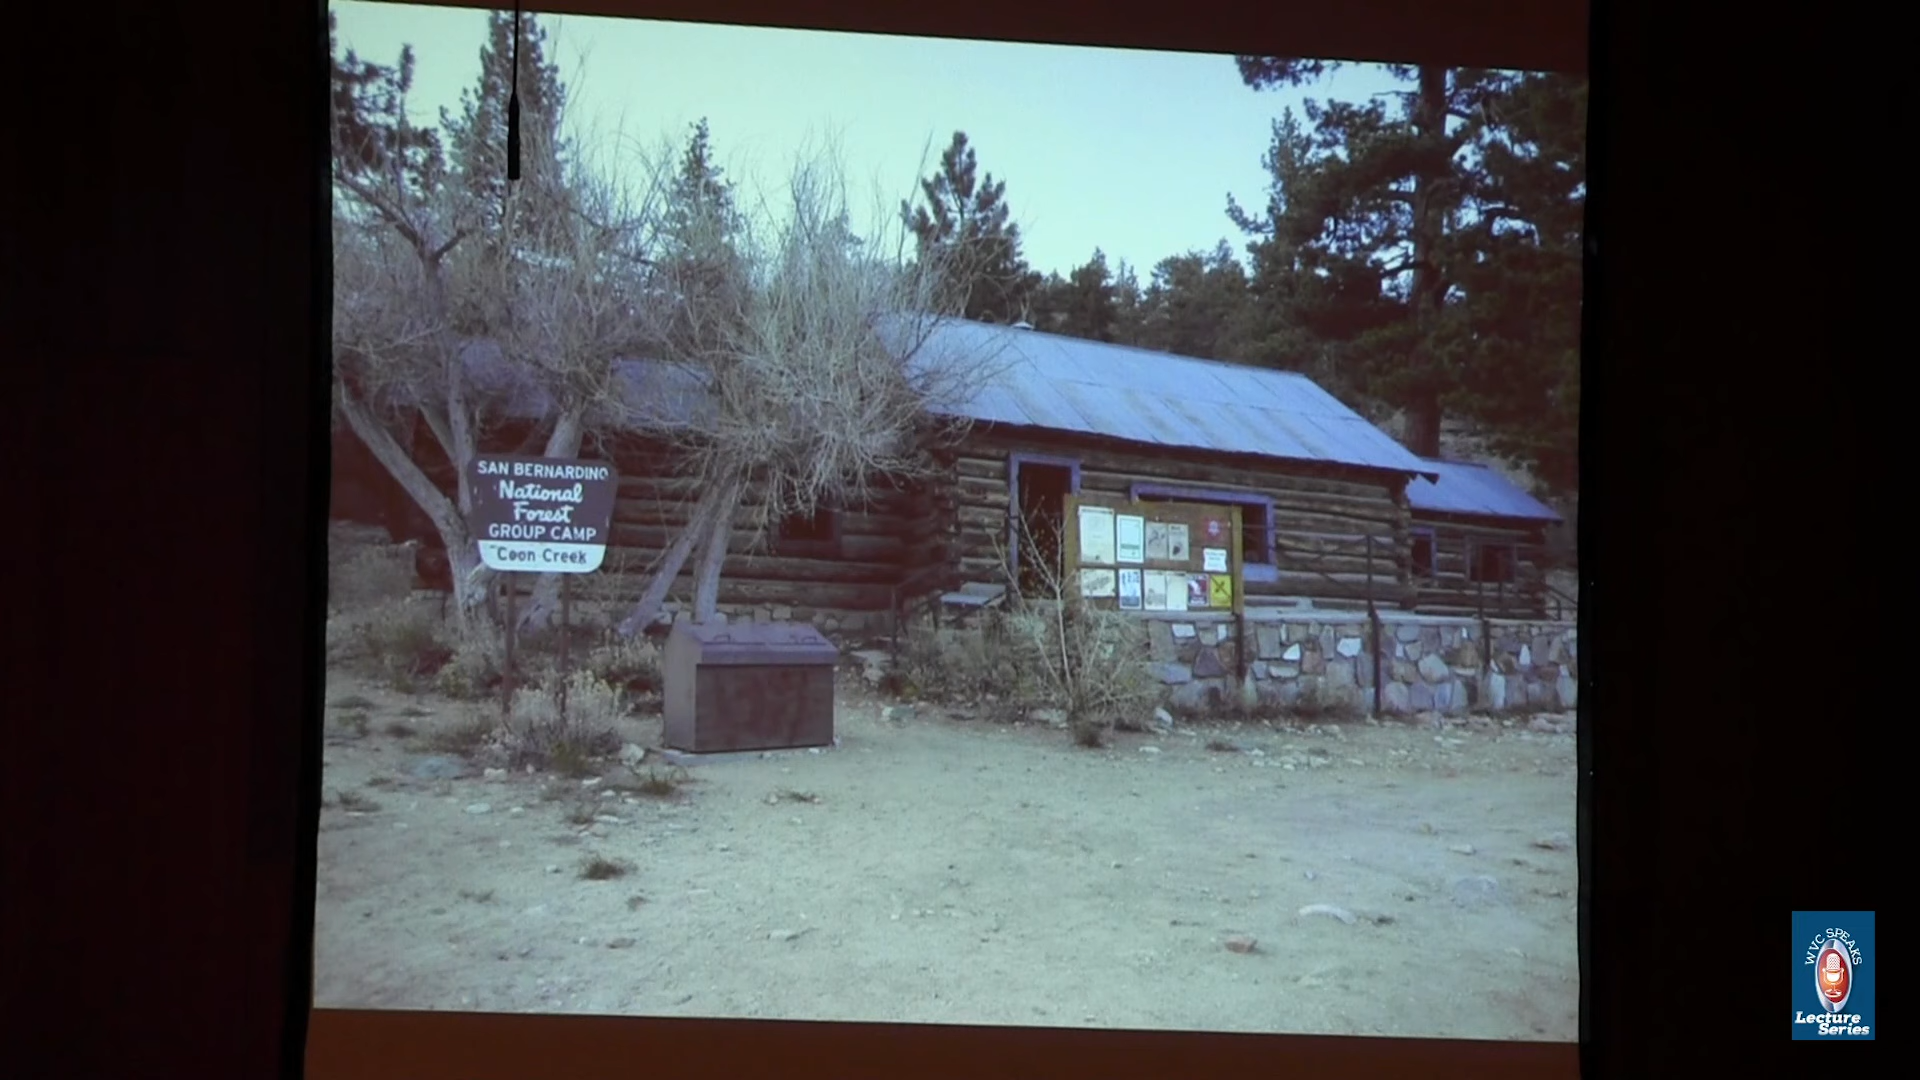 SAN BERNARDINO
National
Forest
GROUP CAMP
Coon Creek
WVC SPEAKS
Lecture
Series